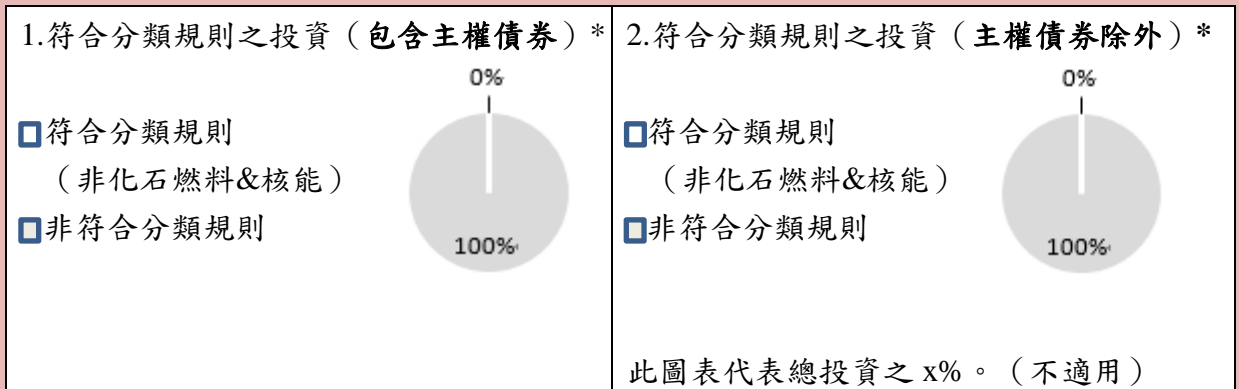 1.符合分類規則之投資（包含主權債券）*
0%
符合分類規則
（非化石燃料&核能）
非符合分類規則
100%
2.符合分類規則之投資（主權債券除外）*
0%
符合分類規則
（非化石燃料&核能）
非符合分類規則
100%
此圖表代表總投資之 x%。（不適用）